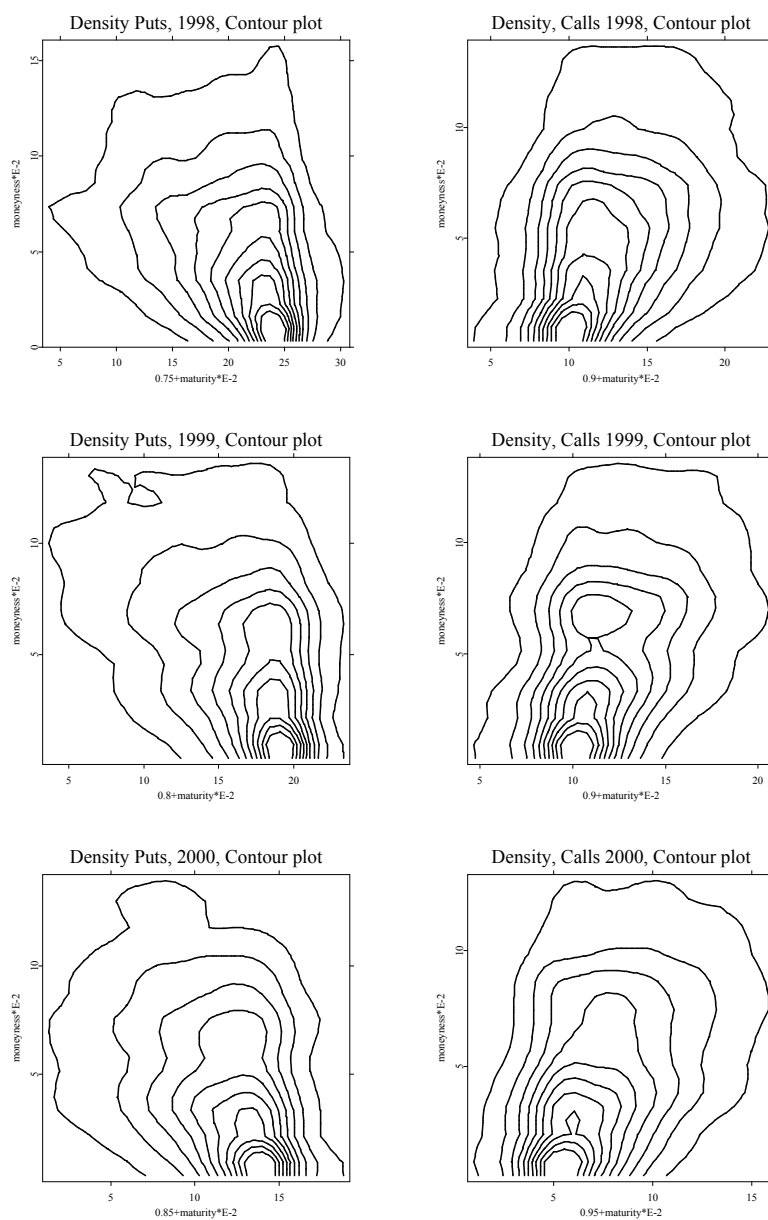 Density Puts, 1998, Contour plot
moneyness*E-2
0 5 10 15
5 10 15 20 25 30
0.75+maturity*E-2
Density, Calls 1998, Contour plot
moneyness*E-2
5 10
5 10 15 20
0.9+maturity*E-2
Density Puts, 1999, Contour plot
moneyness*E-2
5 10
5 10 15 20
0.8+maturity*E-2
Density, Calls 1999, Contour plot
moneyness*E-2
5 10
5 10 15 20
0.9+maturity*E-2
Density Puts, 2000, Contour plot
moneyness*E-2
5 10
5 10 15
0.85+maturity*E-2
Density, Calls 2000, Contour plot
moneyness*E-2
5 10
5 10 15
0.95+maturity*E-2